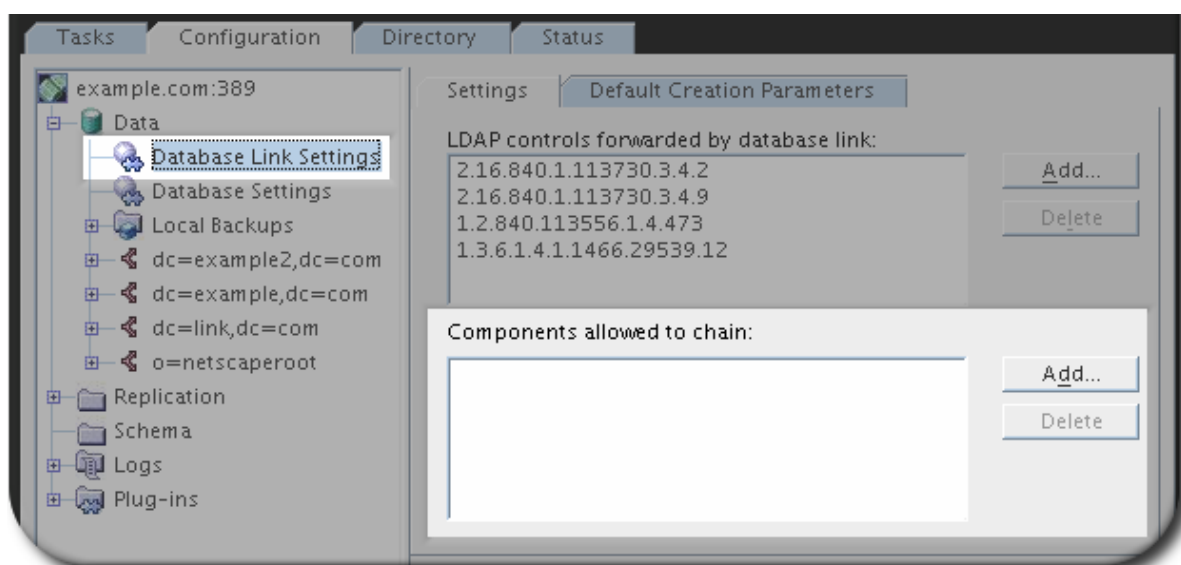 Tasks Configuration Directory Status
example.com:389
Data
Database Link Settings
Database Settings
Local Backups
dc=example2,dc=com
dc=example,dc=com
dc=link,dc=com
o=netscaperoot
Replication
Schema
Logs
Plug-ins
Settings Default Creation Parameters
LDAP controls forwarded by database link:
2.16.840.1.113730.3.4.2
2.16.840.1.113730.3.4.9
1.2.840.113556.1.4.473
1.3.6.1.4.1.1466.29539.12
Add...
Delete
Components allowed to chain:
Add...
Delete